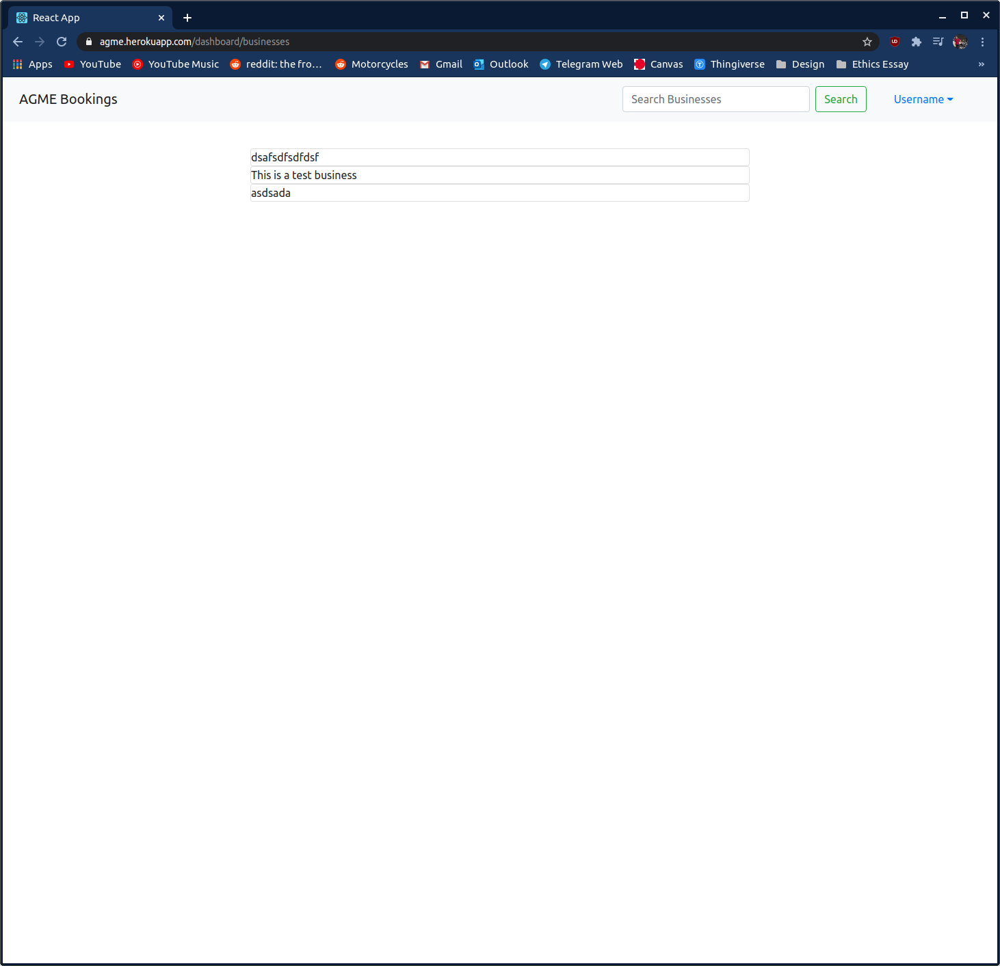 React App
agme.herokuapp.com/dashboard/businesses
Apps YouTube YouTube Music reddit: the fro... Motorcycles Gmail Outlook Telegram Web Canvas Thingiverse Design Ethics Essay »
AGME Bookings Search Businesses Search Username
dsafsdfsdfdsf
This is a test business
asdsada